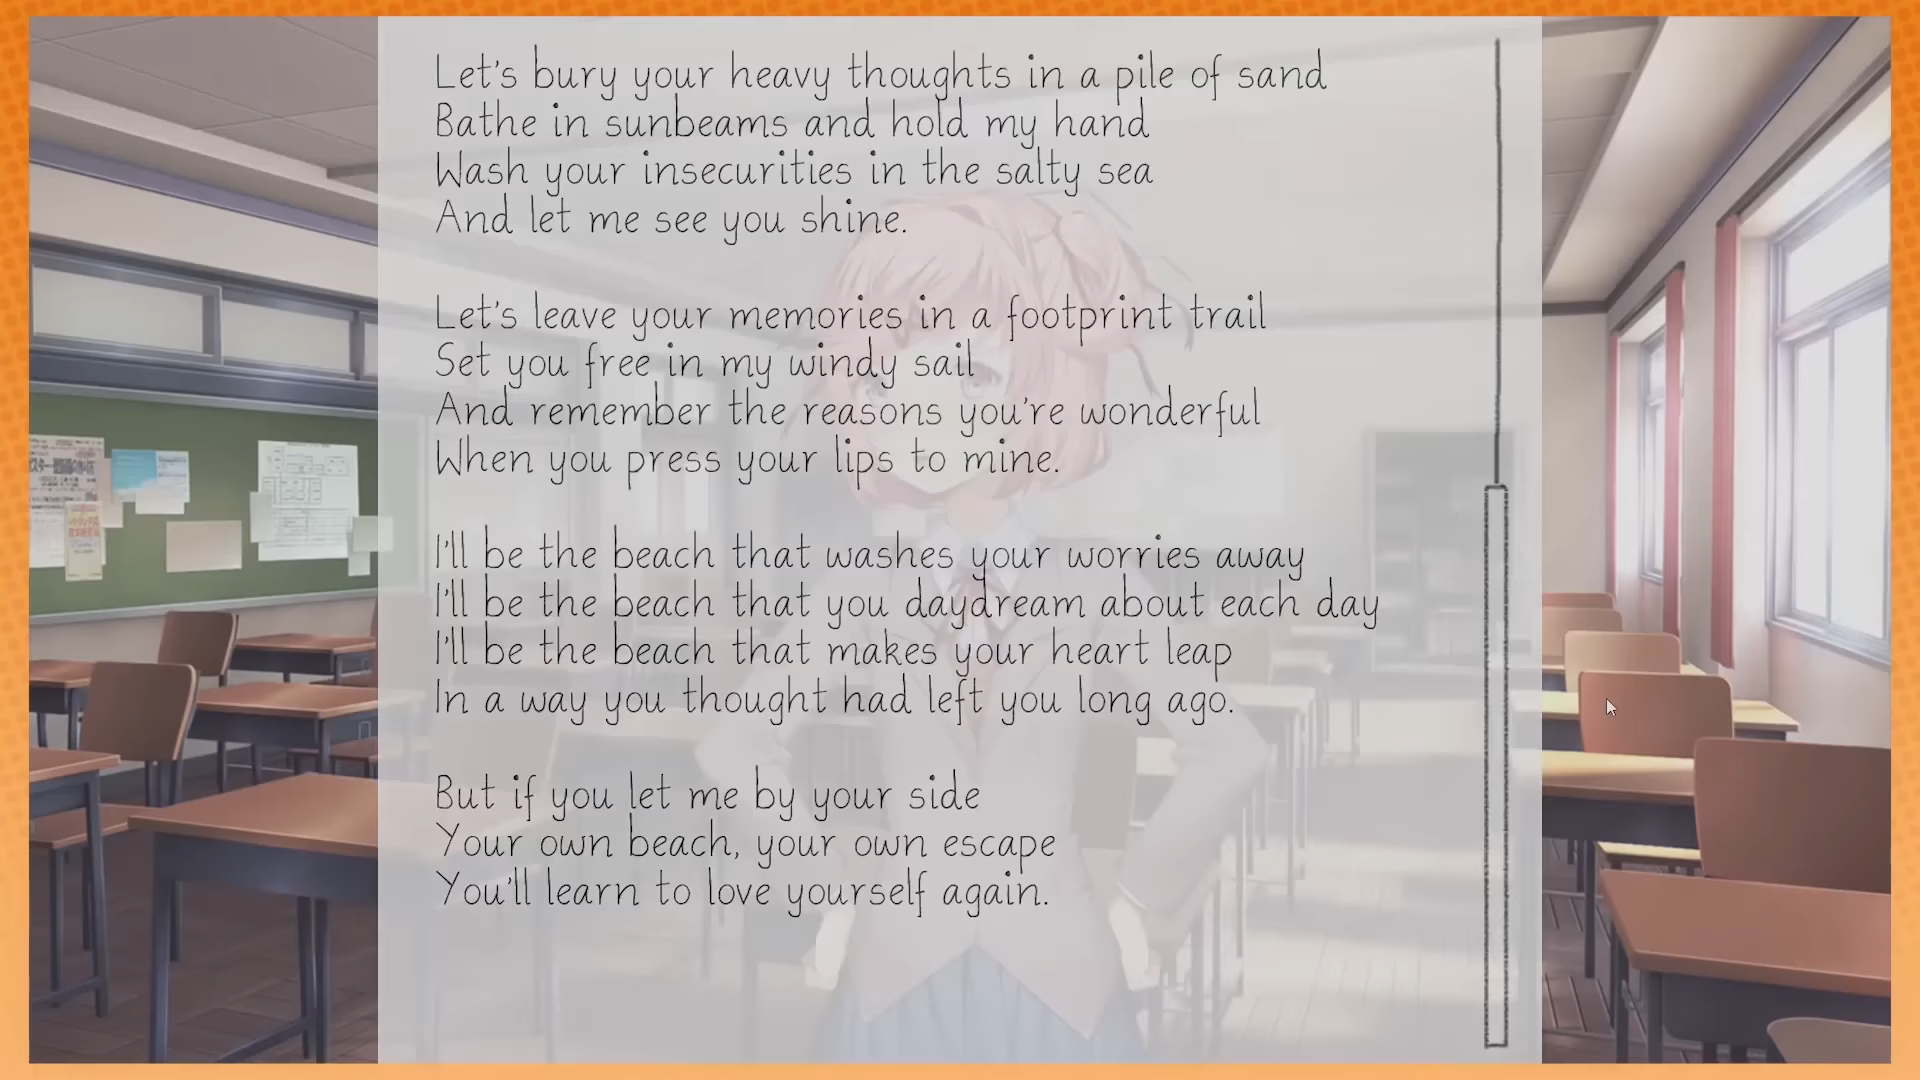 Let's bury your heavy thoughts in a pile of sand
Bathe in sunbeams and hold my hand
Wash your insecurities in the salty sea
And let me see you shine.
Let's leave your memories in a footprint trail
Set you free in my windy sail
And remember the reasons you're wonderful
When you press your lips to mine.
I'll be the beach that washes your worries away
I'll be the beach that you daydream about each day
I'll be the beach that makes your heart leap
In a way you thought had left you long ago.
But if you let me by your side
Your own beach, your own escape
You'll learn to love yourself again.